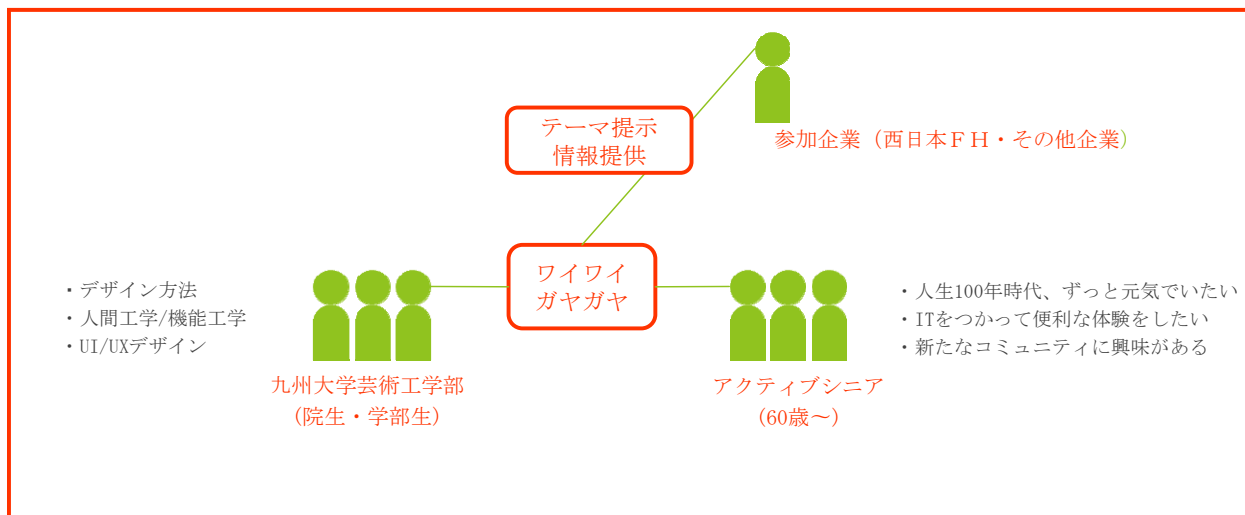 テーマ提示
情報提供
参加企業（西日本ＦＨ・その他企業）
ワイワイ
ガヤガヤ
・デザイン方法
・人間工学/機能工学
・UI/UXデザイン
九州大学芸術工学部
（院生・学部生）
・人生100年時代、ずっと元気でいたい
・ITをつかって便利な体験をしたい
・新たなコミュニティに興味がある
アクティブシニア
（60歳～）